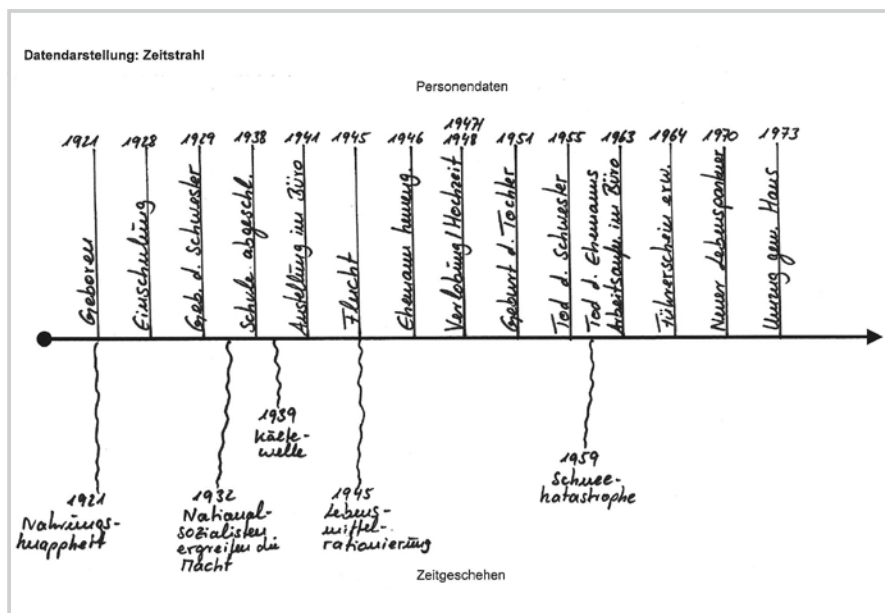 Datendarstellung: Zeitstrahl
Personendaten
1921
1928
1929
1938
1941
1945
1946
1947/
1948
1951
1955
1963
1964
1970
1973
Geboren
Einschulung
Geb. d. Schwester
Schule abgeschl.
Anstellung im Büro
Flucht
Ehemann
Verlobung/Hochzeit
Geburt d. Tochter
Tod d. Schwester
Tod d. Ehemanns
Arbeitsaufn. im Büro
Führerschein erw.
Neuer Lebenspartner
Umzug gem. Haus
1939
Kälte-
welle
1921
Nahrungs-
knappheit
1932
National-
sozialisten
ergreifen die
Macht
1945
Lebens-
mittel-
rationierung
1959
Schnee-
katastrophe
Zeitgeschehen